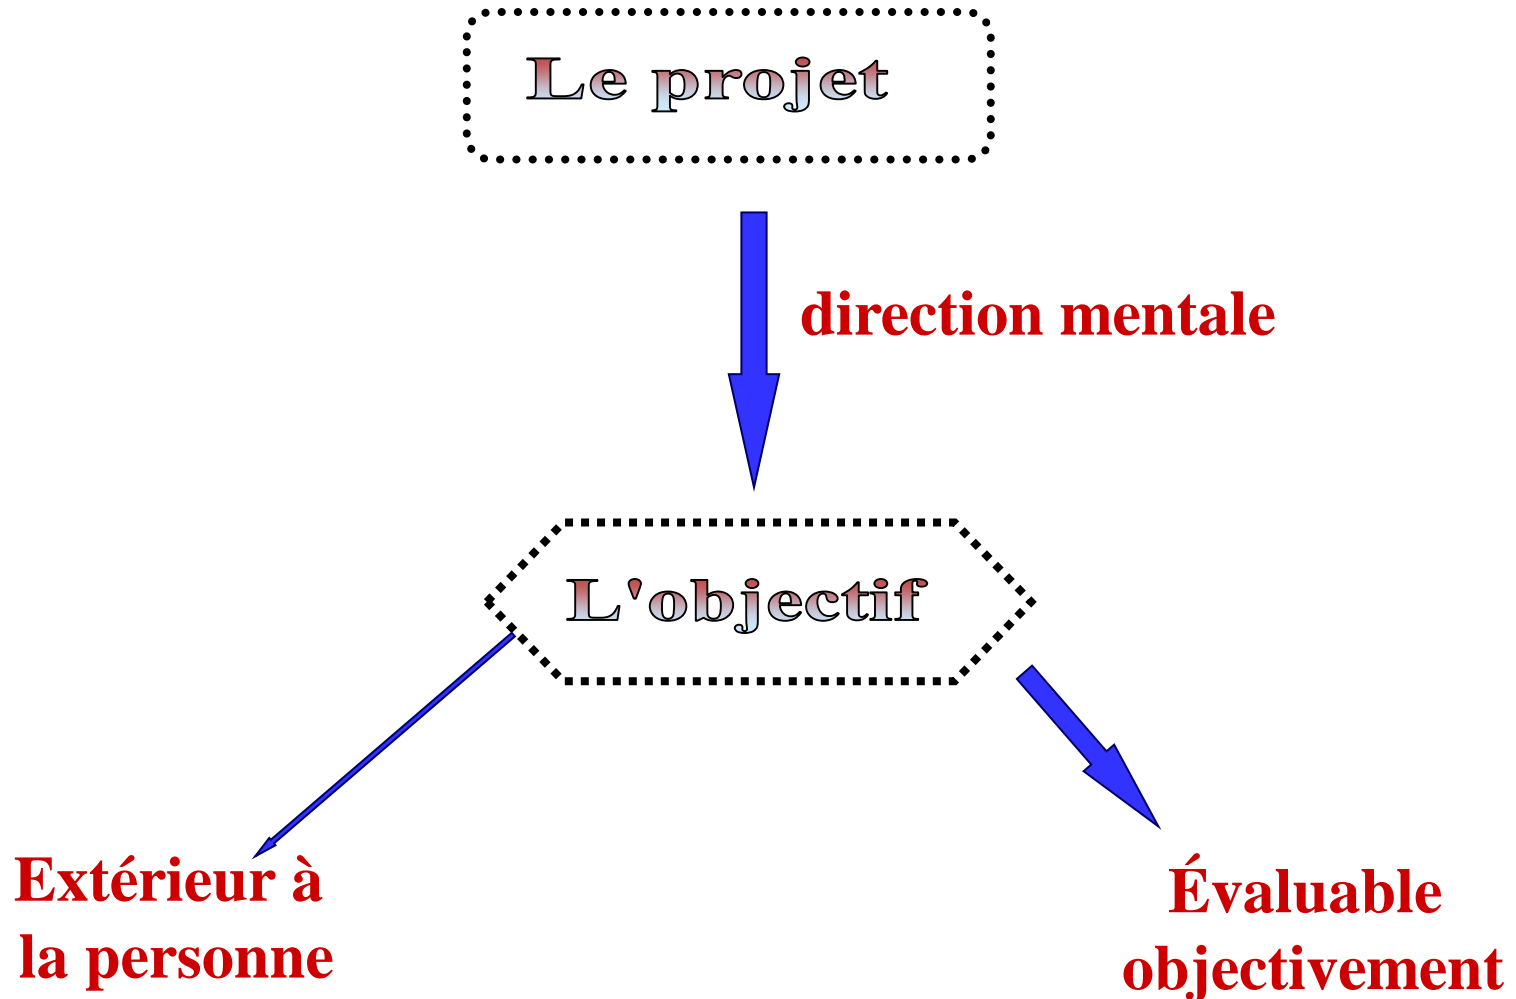 Le projet
direction mentale
L'objectif
Extérieur à
la personne
Évaluable
objectivement